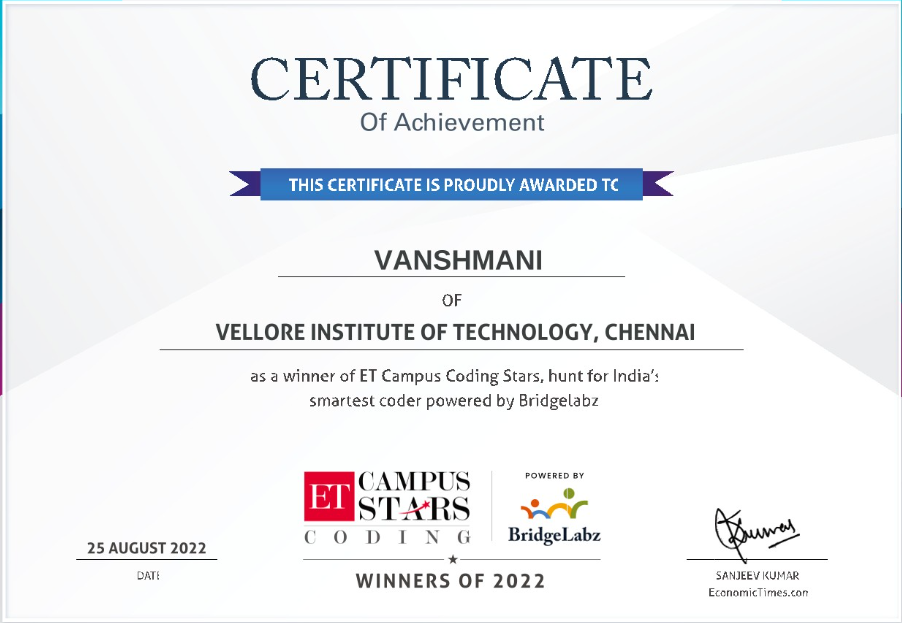 CERTIFICATE
Of Achievement
THIS CERTIFICATE IS PROUDLY AWARDED TO
VANSHMANI
OF
VELLORE INSTITUTE OF TECHNOLOGY, CHENNAI
as a winner of ET Campus Coding Stars, hunt for India's
smartest coder powered by Bridgelabz
ET CAMPUS STARS
CODING
POWERED BY
BridgeLabz
WINNERS OF 2022
25 AUGUST 2022
DATE
SANJEEV KUMAR
EconomicTimes.com